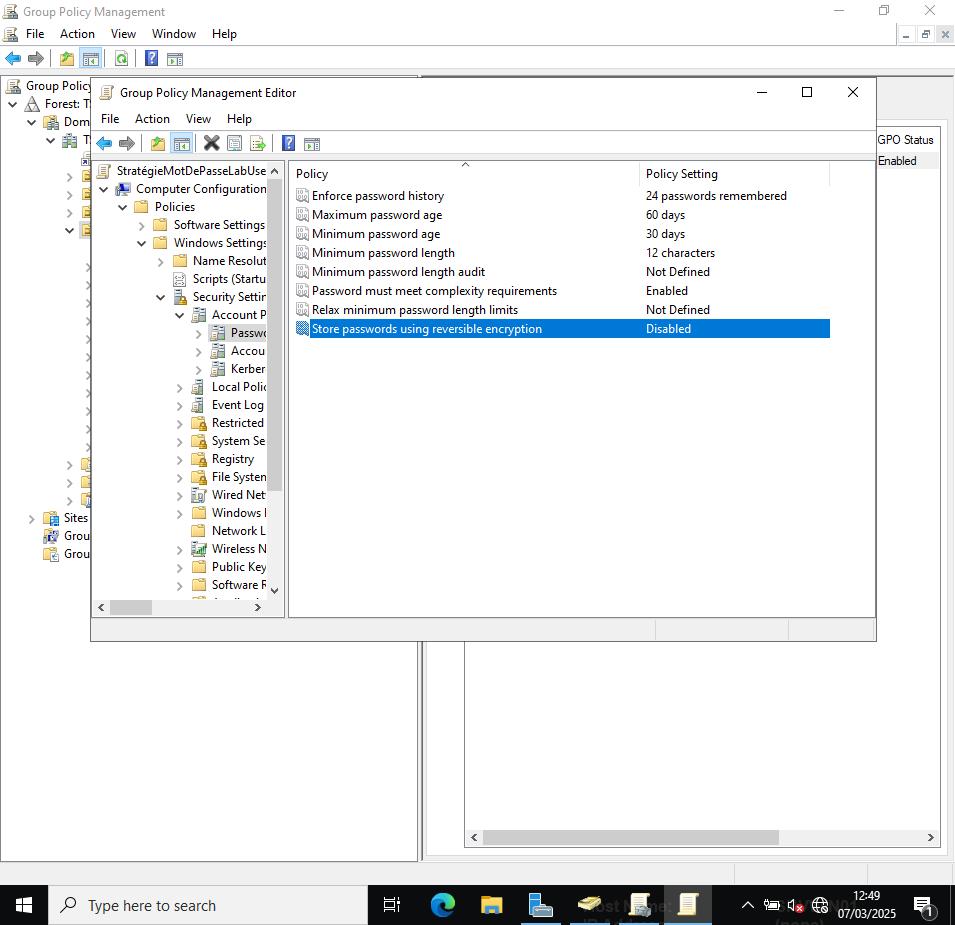 Group Policy Management
File Action View Window Help
Group Policy
Forest: T
Dom
T
Sites
Grou
Grou
GPO Status
Enabled
Group Policy Management Editor
File Action View Help
StratégieMotDePasseLabUse
Computer Configuration
Policies
Software Settings
Windows Settings
Name Resolut
Scripts (Startu
Security Settin
Account P
Passwo
Accou
Kerber
Local Polic
Event Log
Restricted
System Se
Registry
File System
Wired Net
Windows
Network L
Wireless N
Public Key
Software R
Policy Policy Setting
Enforce password history 24 passwords remembered
Maximum password age 60 days
Minimum password age 30 days
Minimum password length 12 characters
Minimum password length audit Not Defined
Password must meet complexity requirements Enabled
Relax minimum password length limits Not Defined
Store passwords using reversible encryption Disabled
Type here to search
12:49
07/03/2025
1